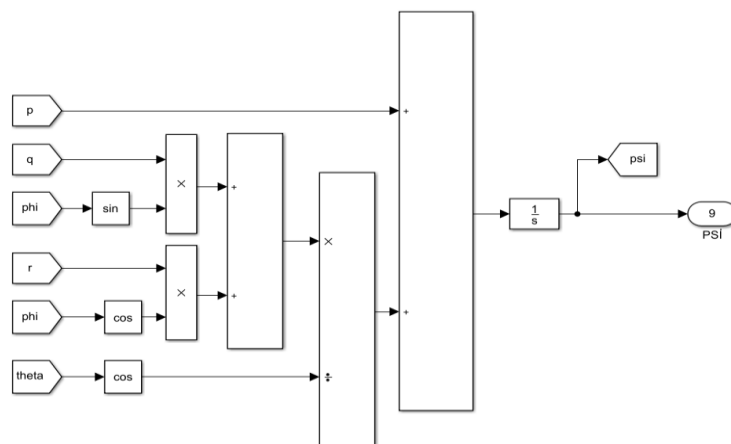 p
+
psi
q
×
+
phi
sin
1
s
9
PSİ
×
r
×
+
+
phi
cos
theta
cos
÷